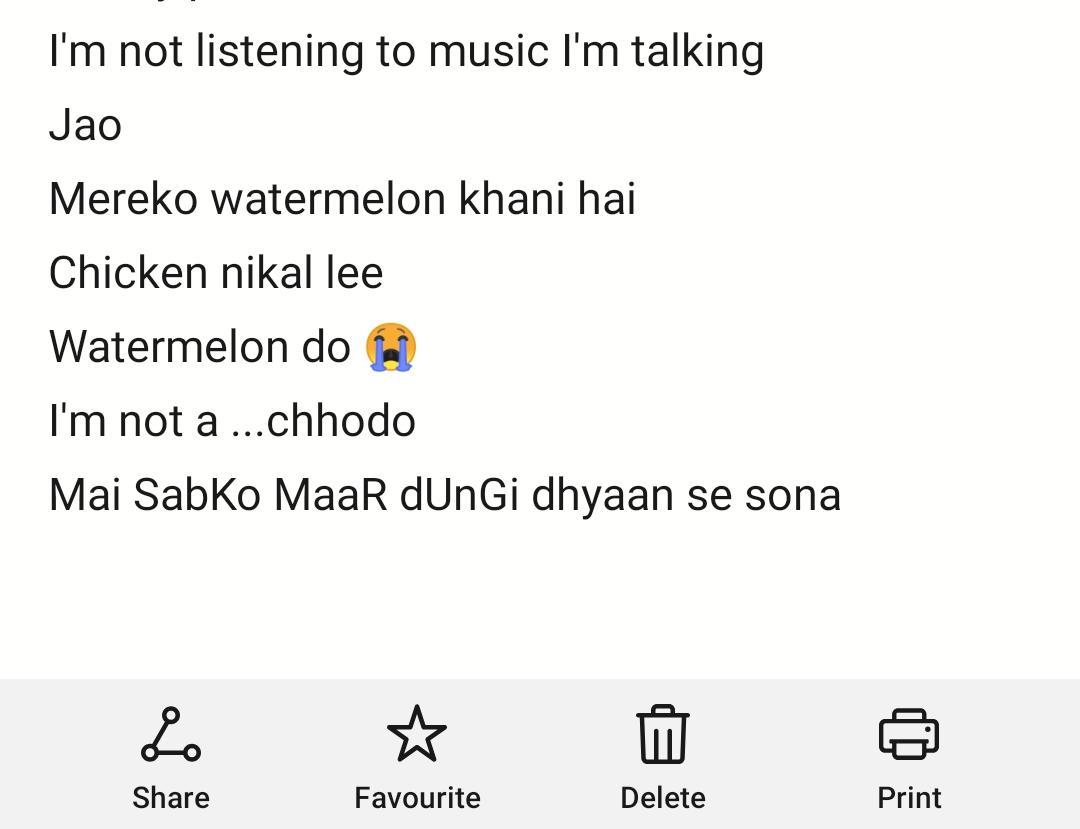 I'm not listening to music I'm talking
Jao
Mereko watermelon khani hai
Chicken nikal lee
Watermelon do 😭
I'm not a ...chhodo
Mai SabKo MaaR dUnGi dhyaan se sona
Share
Favourite
Delete
Print